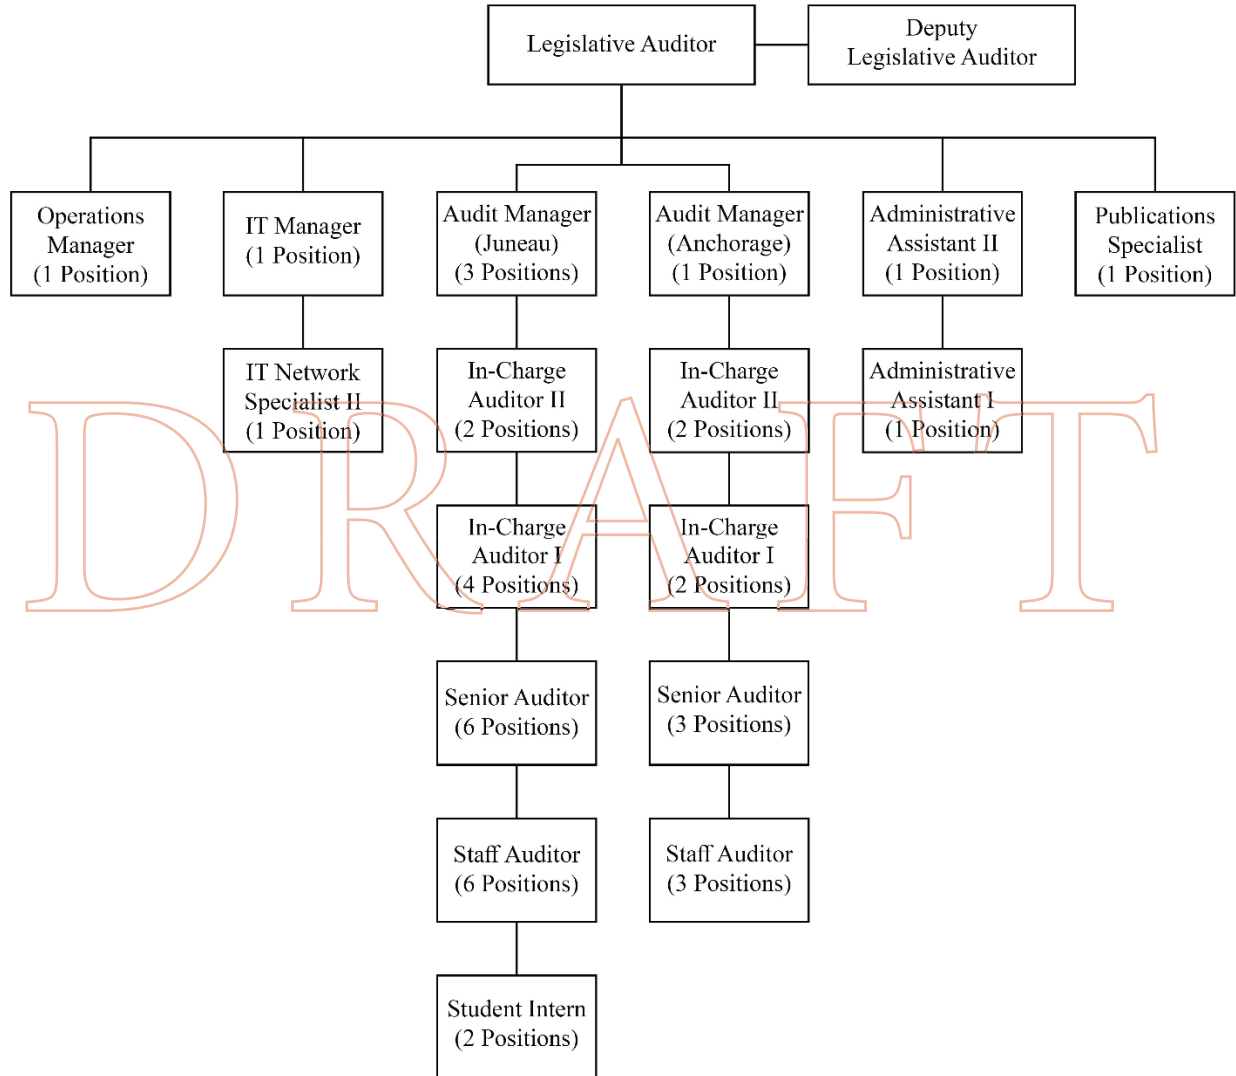 Legislative Auditor
Deputy
Legislative Auditor
Operations
Manager
(1 Position)
IT Manager
(1 Position)
Audit Manager
(Juneau)
(3 Positions)
Audit Manager
(Anchorage)
(1 Position)
Administrative
Assistant II
(1 Position)
Publications
Specialist
(1 Position)
IT Network
Specialist II
(1 Position)
In-Charge
Auditor II
(2 Positions)
In-Charge
Auditor II
(2 Positions)
Administrative
Assistant I
(1 Position)
DRAFT
In-Charge
Auditor I
(4 Positions)
In-Charge
Auditor I
(2 Positions)
Senior Auditor
(6 Positions)
Senior Auditor
(3 Positions)
Staff Auditor
(6 Positions)
Staff Auditor
(3 Positions)
Student Intern
(2 Positions)